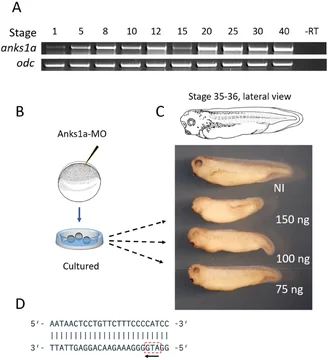 A
Stage 1 5 8 10 12 15 20 25 30 40 -RT
anks1a
odc
B
Anks1a-MO
Cultured
C
Stage 35-36, lateral view
NI
150 ng
100 ng
75 ng
D
5′- AATAACTCCTGTTCTTTCCCCATCC -3′
3′- TTATTGAGGACAAGAAAGGGGTAGG -5′